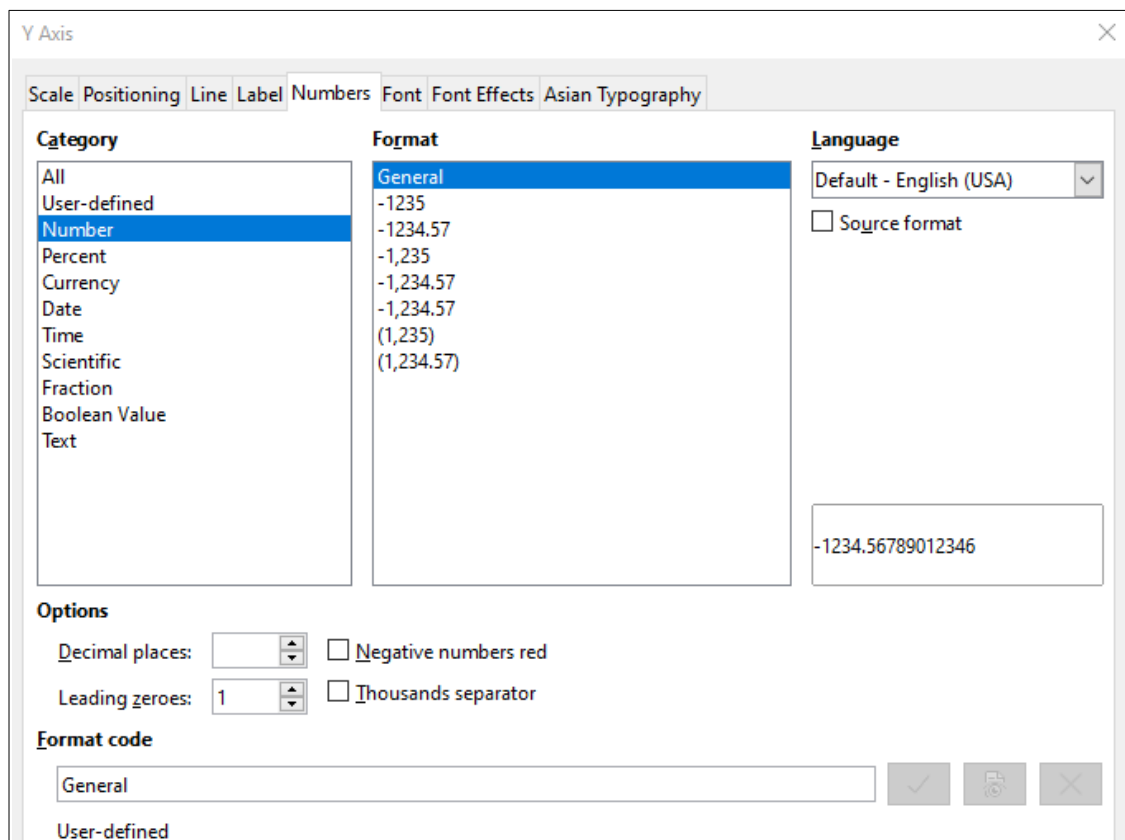 Y Axis
Scale Positioning Line Label Numbers Font Font Effects Asian Typography
Category
All
User-defined
Number
Percent
Currency
Date
Time
Scientific
Fraction
Boolean Value
Text
Format
General
-1235
-1234.57
-1,235
-1,234.57
-1,234.57
(1,235)
(1,234.57)
Language
Default - English (USA)
Source format
-1234.56789012346
Options
Decimal places:
Negative numbers red
Leading zeroes: 1
Thousands separator
Format code
General
User-defined